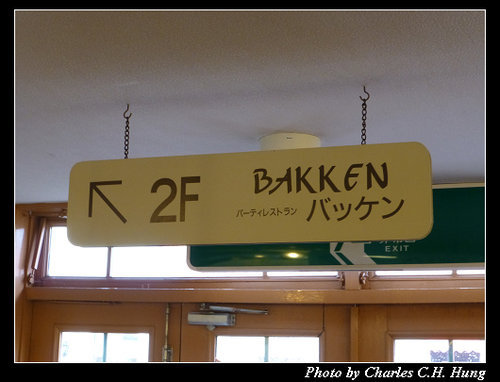 2F
BAKKEN
パーティレストラン バッケン
EXIT
Photo by Charles C.H. Hung